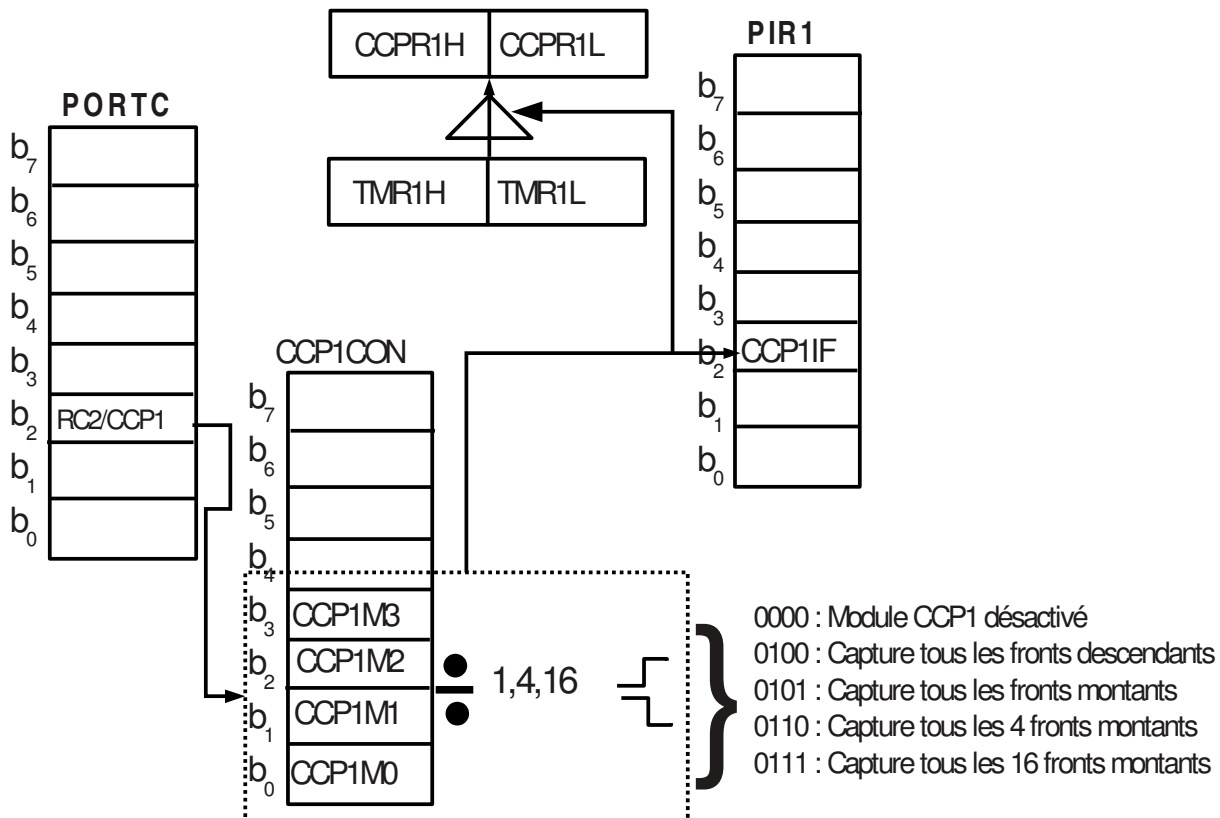 CCPR1H CCPR1L
PIR1
b7
b6
b5
b4
b3
b2 CCP1IF
b1
b0
TMR1H TMR1L
PORTC
b7
b6
b5
b4
b3
b2 RC2/CCP1
b1
b0
CCP1CON
b7
b6
b5
b4
b3 CCP1M3
b2 CCP1M2
b1 CCP1M1
b0 CCP1M0
1,4,16
0000 : Module CCP1 désactivé
0100 : Capture tous les fronts descendants
0101 : Capture tous les fronts montants
0110 : Capture tous les 4 fronts montants
0111 : Capture tous les 16 fronts montants